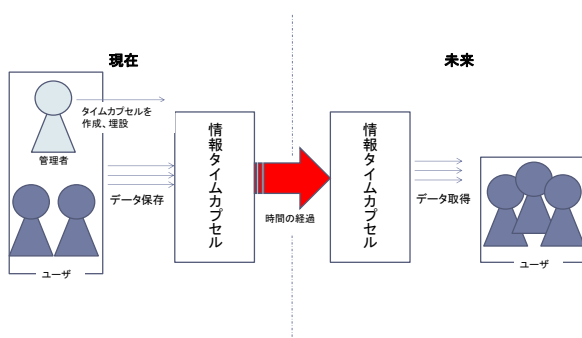 現在
未来
タイムカプセルを
作成、埋設
管理者
データ保存
ユーザ
情報タイムカプセル
時間の経過
情報タイムカプセル
データ取得
ユーザ